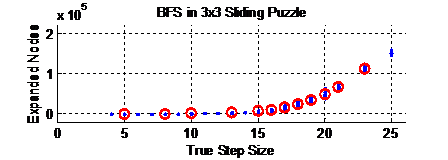 BFS in 3x3 Sliding Puzzle
x 10^5
Expanded Nodes
2
1
0
0 5 10 15 20 25
True Step Size